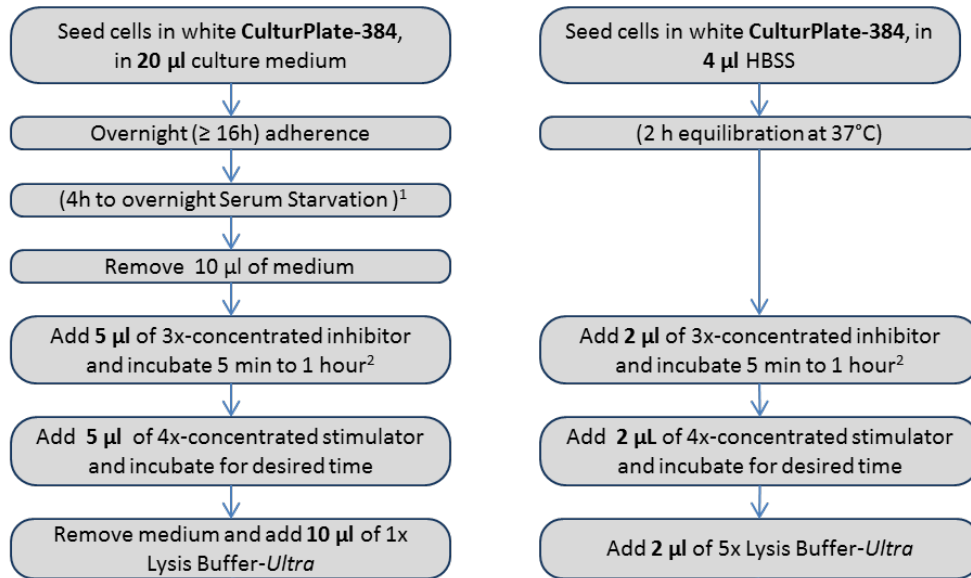 Seed cells in white CulturPlate-384,
in 20 µl culture medium
Overnight (≥ 16h) adherence
(4h to overnight Serum Starvation )¹
Remove 10 µl of medium
Add 5 µl of 3x-concentrated inhibitor
and incubate 5 min to 1 hour²
Add 5 µl of 4x-concentrated stimulator
and incubate for desired time
Remove medium and add 10 µl of 1x
Lysis Buffer-Ultra
Seed cells in white CulturPlate-384, in
4 µl HBSS
(2 h equilibration at 37°C)
Add 2 µl of 3x-concentrated inhibitor
and incubate 5 min to 1 hour²
Add 2 µL of 4x-concentrated stimulator
and incubate for desired time
Add 2 µl of 5x Lysis Buffer-Ultra